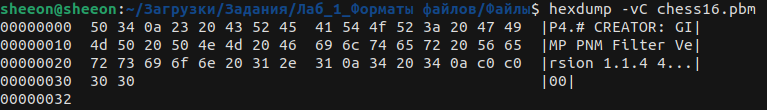 sheeon@sheeon:~/Загрузки/Задания/Лаб_1_Форматы файлов/Файлы$ hexdump -vC chess16.pbm
00000000  50 34 0a 23 20 43 52 45  41 54 4f 52 3a 20 47 49  |P4.# CREATOR: GI|
00000010  4d 50 20 50 4e 4d 20 46  69 6c 74 65 72 20 56 65  |MP PNM Filter Ve|
00000020  72 73 69 6f 6e 20 31 2e  31 0a 34 20 34 0a c0 c0  |rsion 1.1.4 4...|
00000030  30 30                                             |00|
00000032